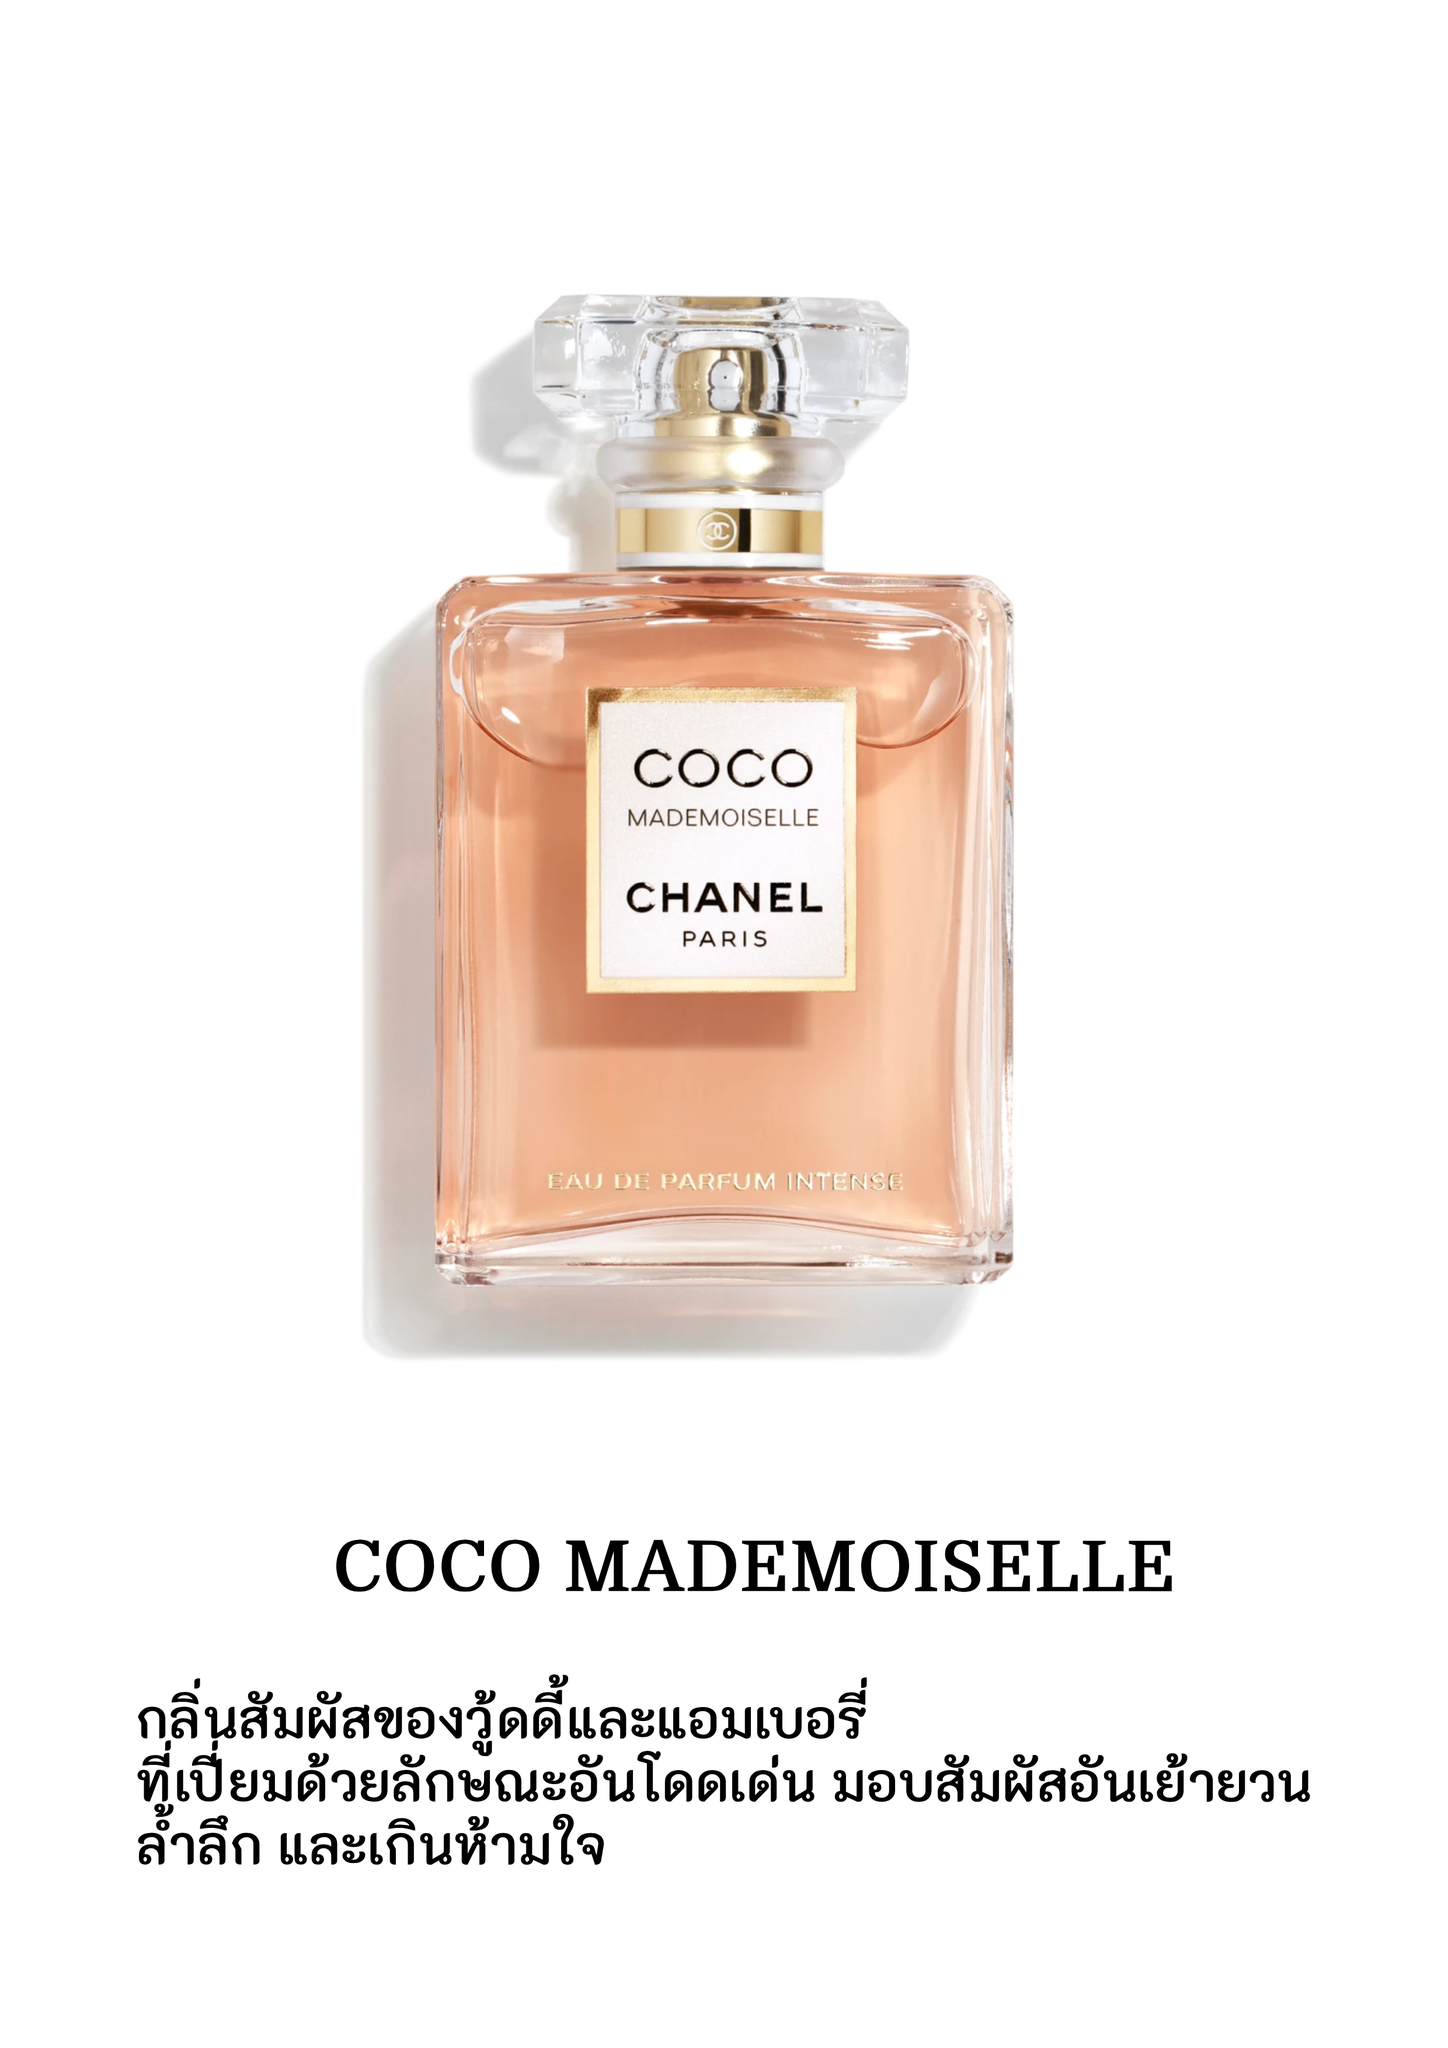 COCO
MADEMOISELLE
CHANEL
PARIS
EAU DE PARFUM INTENSE
COCO MADEMOISELLE
กลิ่นสัมผัสของวู้ดดี้และแอมเบอรี่
ที่เปี่ยมด้วยลักษณะอันโดดเด่น มอบสัมผัสอันเย้ายวน
ล้ำลึก และเกินห้ามใจ